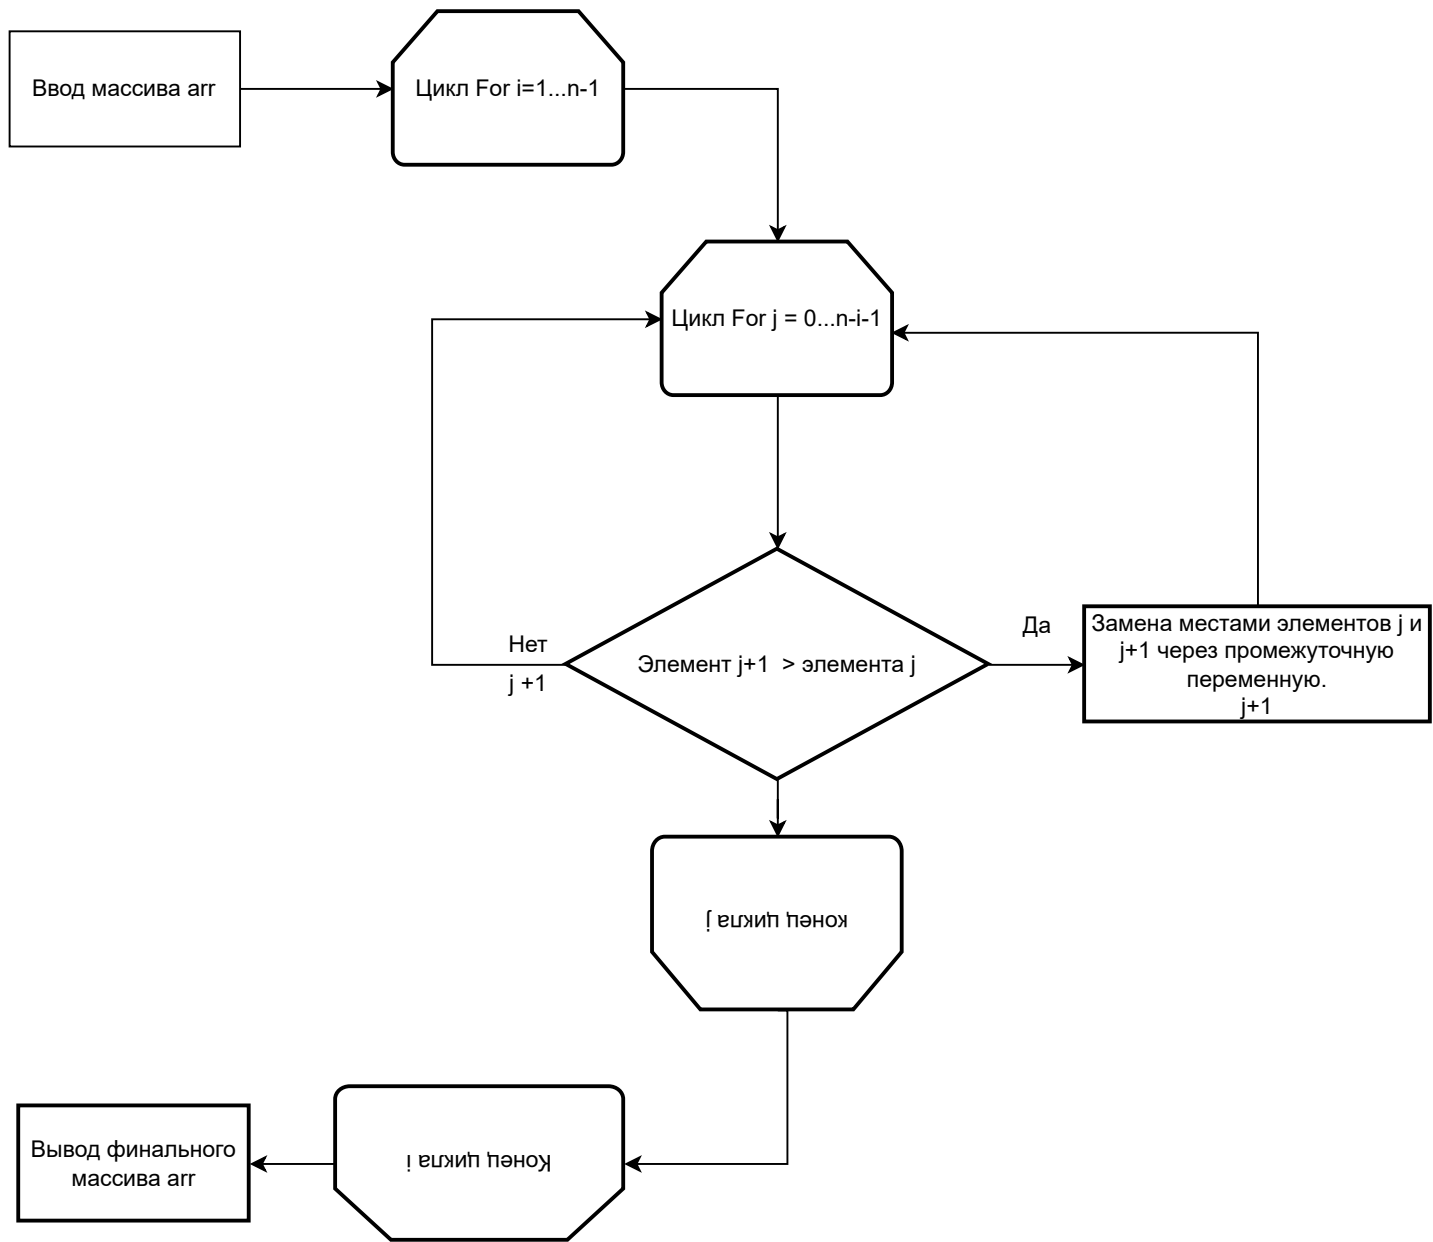 Ввод массива arr
Цикл For i=1...n-1
Цикл For j = 0...n-i-1
Нет
j +1
Элемент j+1 > элемента j
Да
Замена местами элементов j и
j+1 через промежуточную
переменную.
j+1
конец цикла j
Конец цикла i
Вывод финального
массива arr